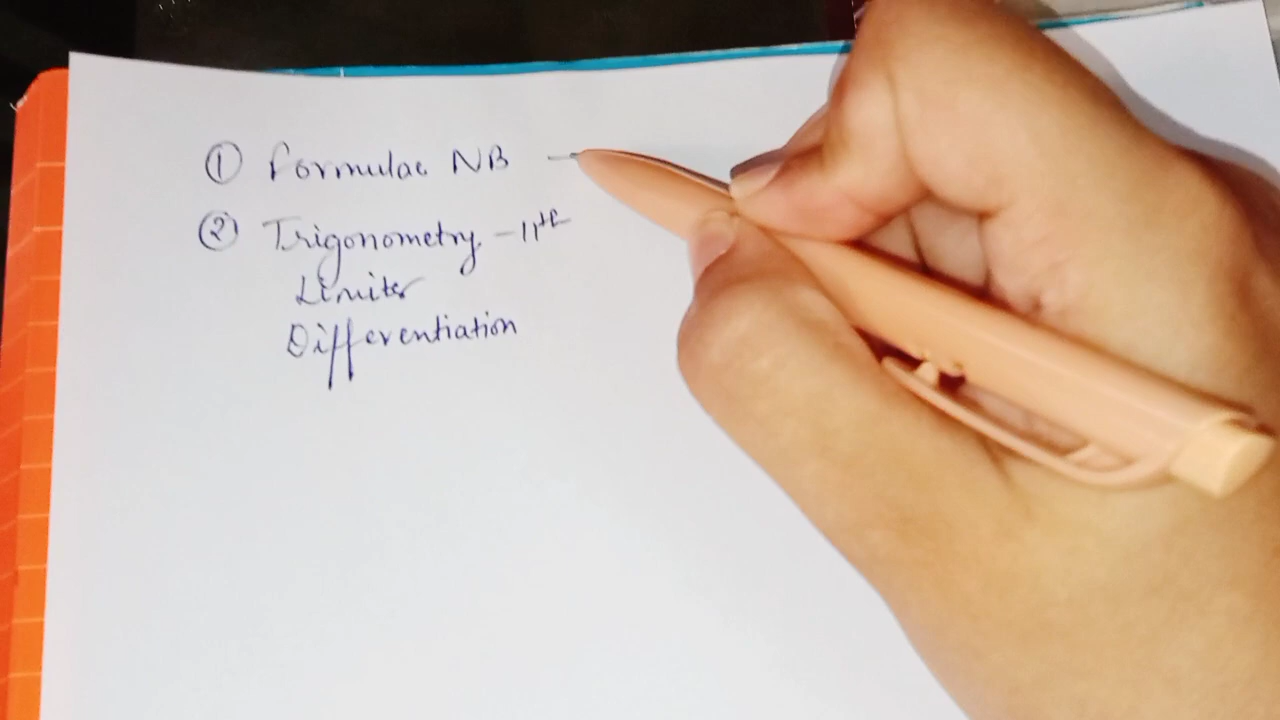 ① Formulae NB —
② Trigonometry - 11th
Limits
Differentiation